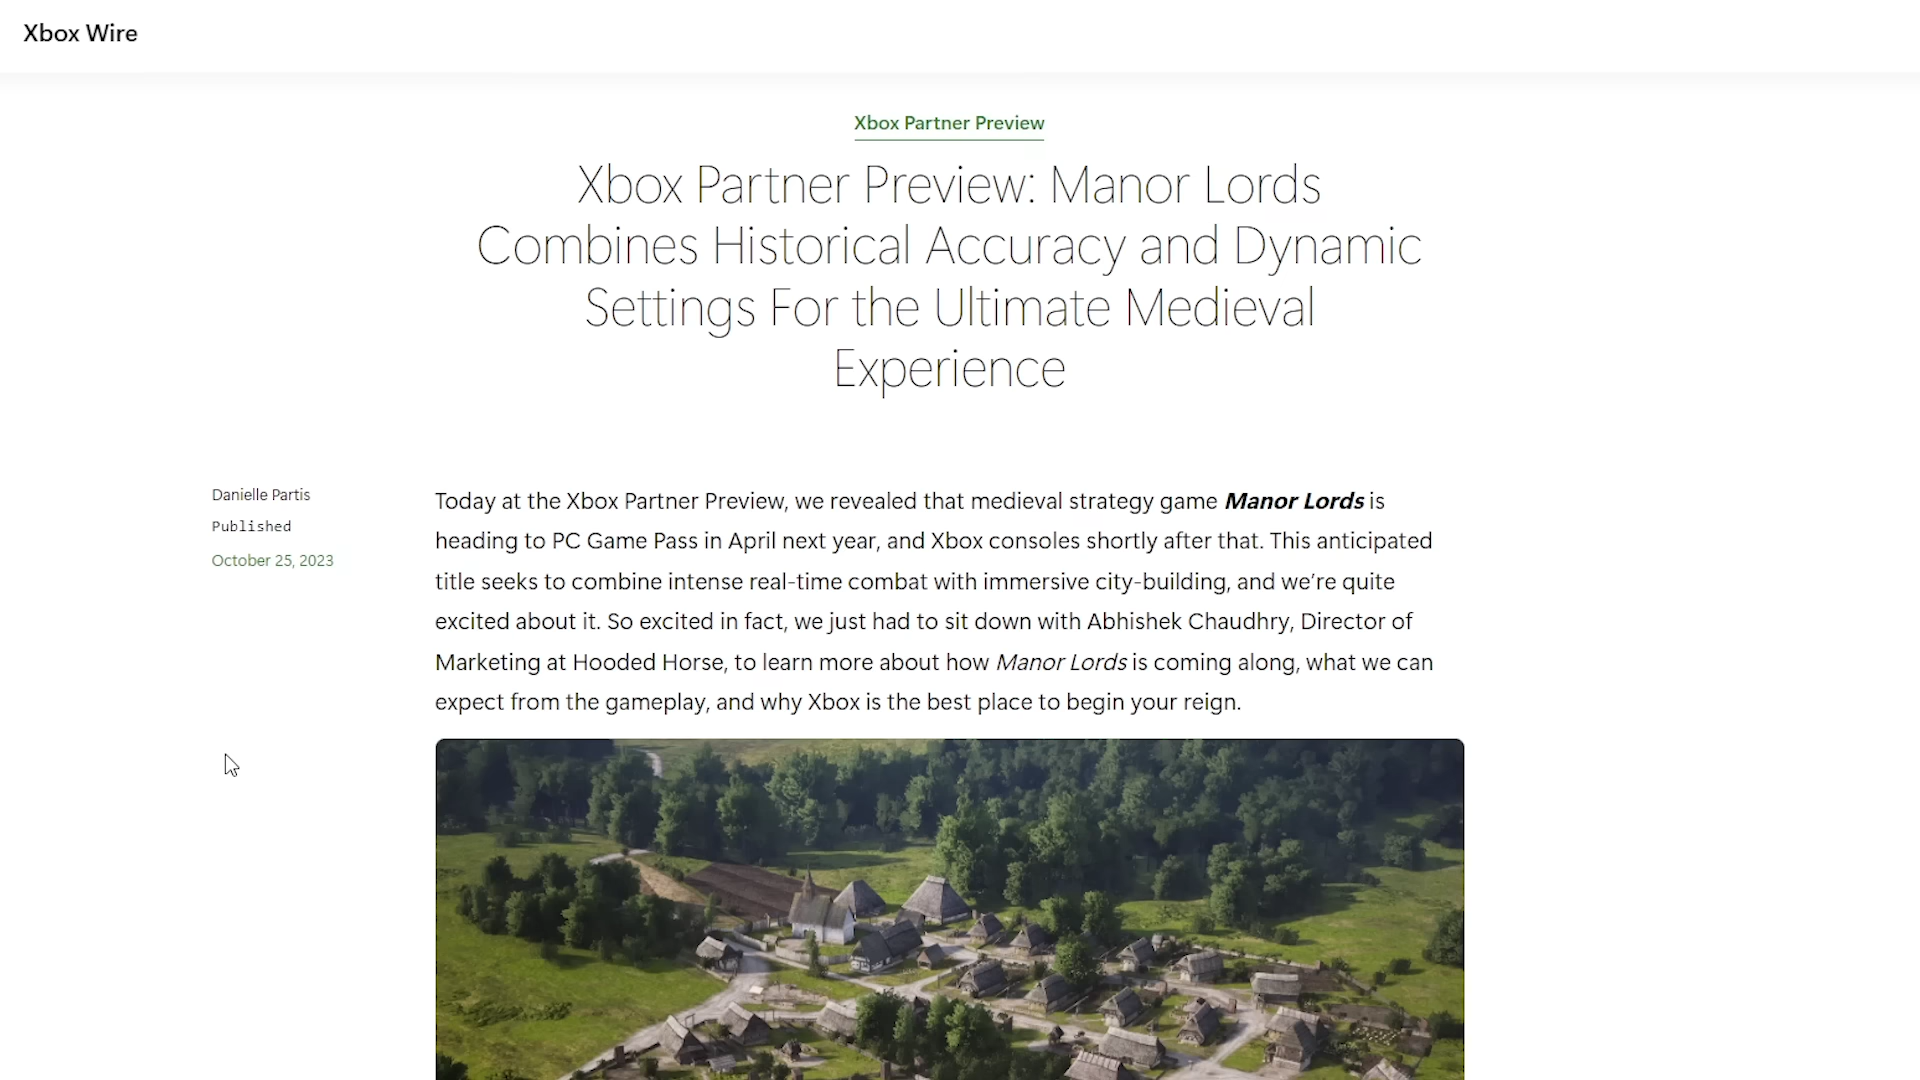 Xbox Wire
Xbox Partner Preview
Xbox Partner Preview: Manor Lords
Combines Historical Accuracy and Dynamic
Settings For the Ultimate Medieval
Experience
Danielle Partis
Published
October 25, 2023
Today at the Xbox Partner Preview, we revealed that medieval strategy game Manor Lords is
heading to PC Game Pass in April next year, and Xbox consoles shortly after that. This anticipated
title seeks to combine intense real-time combat with immersive city-building, and we’re quite
excited about it. So excited in fact, we just had to sit down with Abhishek Chaudhry, Director of
Marketing at Hooded Horse, to learn more about how Manor Lords is coming along, what we can
expect from the gameplay, and why Xbox is the best place to begin your reign.